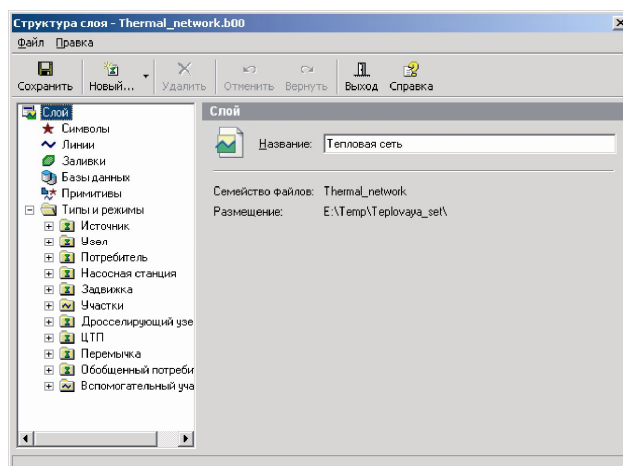 Структура слоя - Thermal_network.b00
Файл Правка
Сохранить Новый... Удалить Отменить Вернуть Выход Справка
Слой
Символы
Линии
Заливки
Базы данных
Примитивы
Типы и режимы
Источник
Узел
Потребитель
Насосная станция
Задвижка
Участки
Дросселирующий узе
ЦТП
Перемычка
Обобщенный потреби
Вспомогательный уча
Слой
Название: Тепловая сеть
Семейство файлов: Thermal_network
Размещение: E:\Temp\Teplovaya_set\